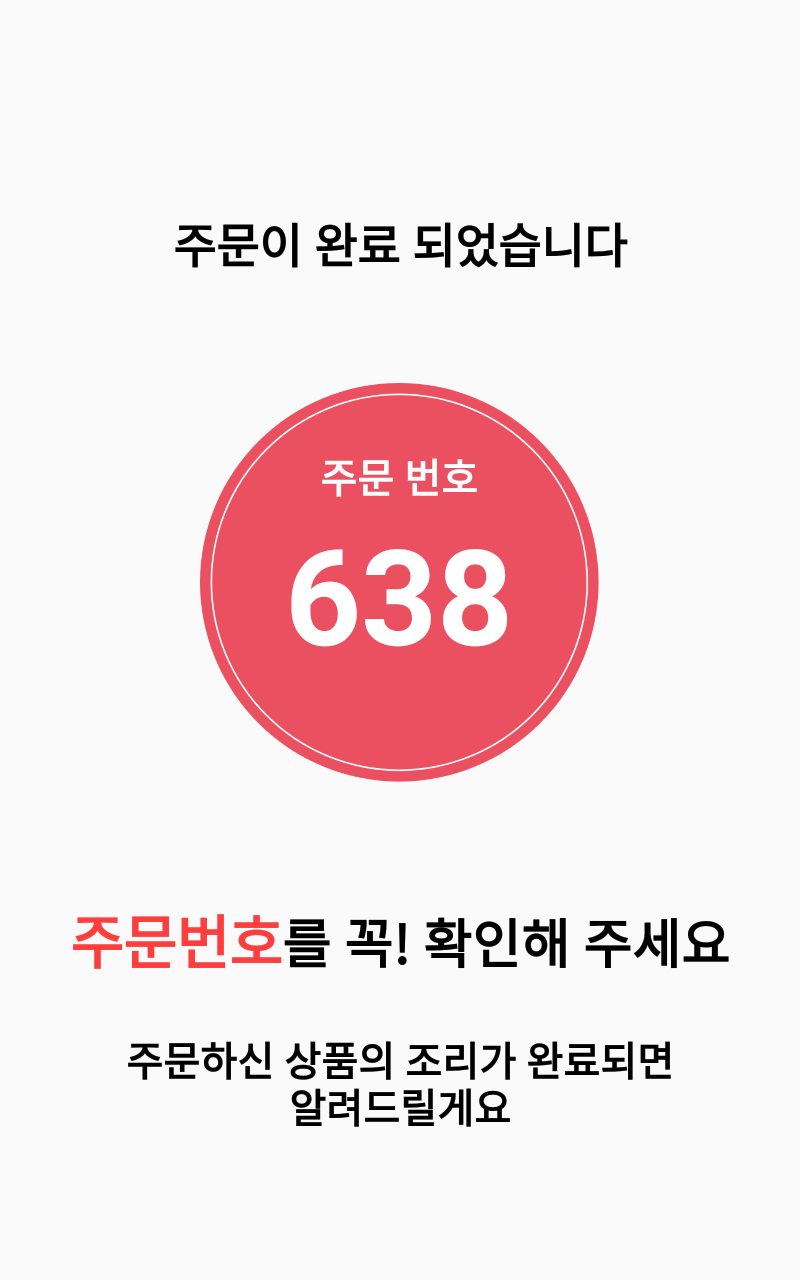 주문이 완료 되었습니다
주문 번호
638
주문번호를 꼭! 확인해 주세요
주문하신 상품의 조리가 완료되면
알려드릴게요